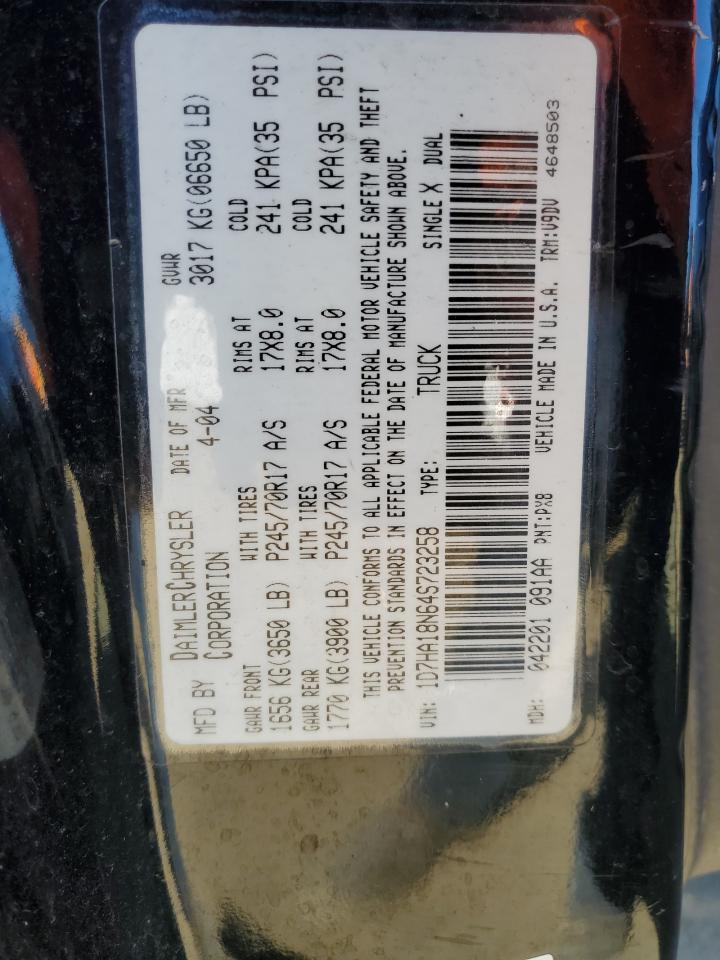 MFD BY DAIMLERCHRYSLER CORPORATION DATE OF MFR 4-04 GVWR 3017 KG(06650 LB)
GAWR FRONT WITH TIRES RIMS AT COLD
1656 KG(3650 LB) P245/70R17 A/S 17X8.0 241 KPA(35 PSI)
GAWR REAR WITH TIRES RIMS AT COLD
1770 KG(3900 LB) P245/70R17 A/S 17X8.0 241 KPA(35 PSI)
THIS VEHICLE CONFORMS TO ALL APPLICABLE FEDERAL MOTOR VEHICLE SAFETY AND THEFT
PREVENTION STANDARDS IN EFFECT ON THE DATE OF MANUFACTURE SHOWN ABOVE.
VIN: 1D7HA18N64S723258 TYPE: TRUCK SINGLE X DUAL
MDH: 042201 091AA PNT:PX8 VEHICLE MADE IN U.S.A. TRM:V9DV 4648503